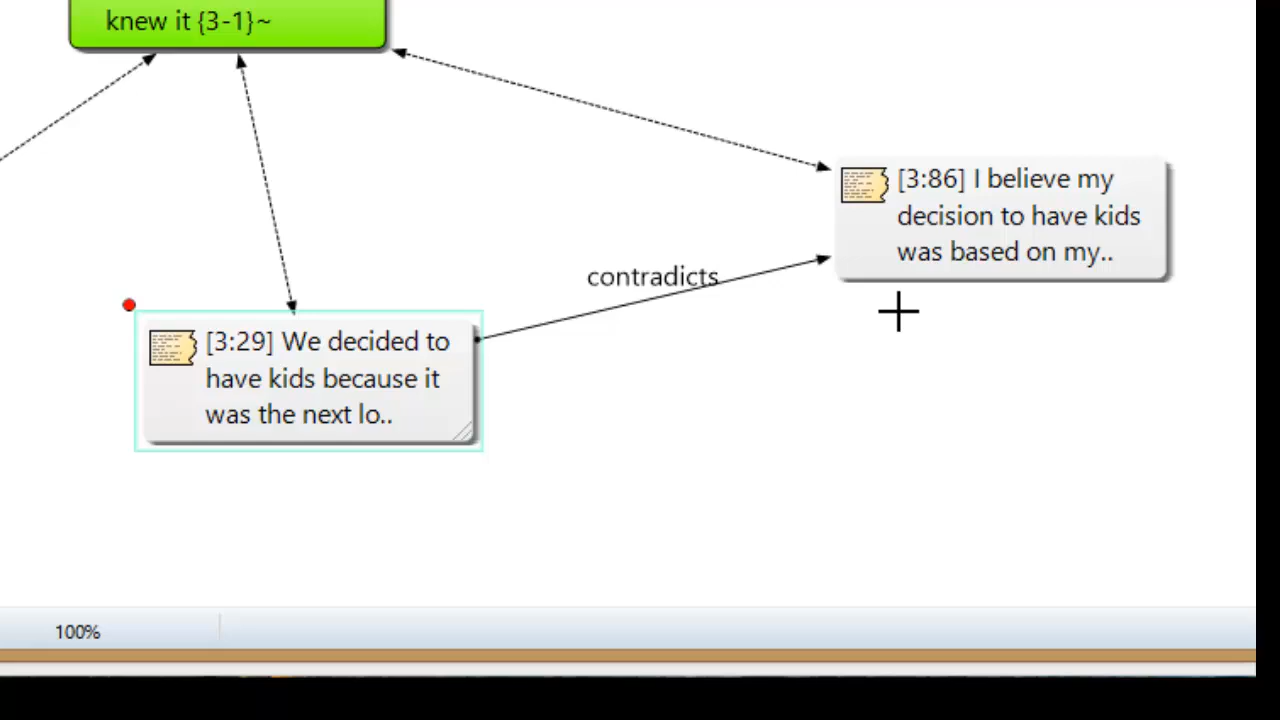 knew it {3-1}~
[3:86] I believe my
decision to have kids
was based on my..
contradicts
[3:29] We decided to
have kids because it
was the next lo..
100%